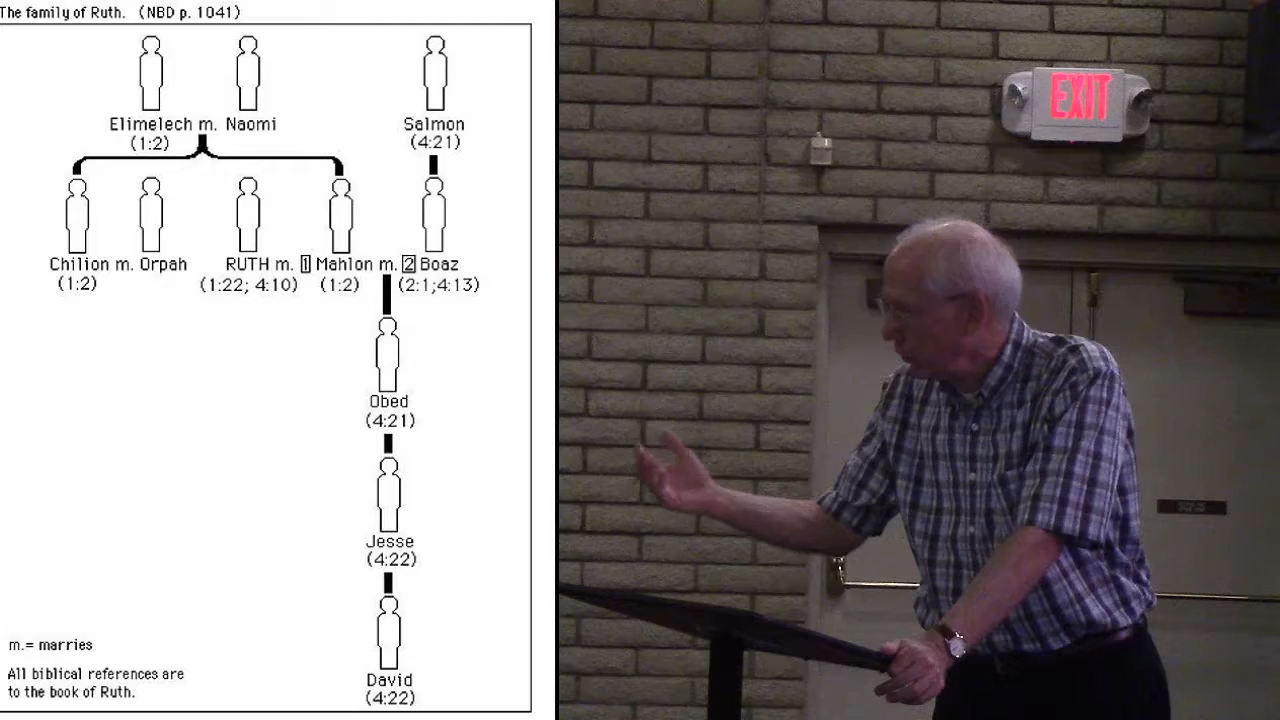 The family of Ruth. (NBD p. 1041)
Elimelech m. Naomi
(1:2)
Salmon
(4:21)
Chilion m. Orpah
(1:2)
RUTH m. 1 Mahlon m. 2 Boaz
(1:22; 4:10) (1:2) (2:1;4:13)
Obed
(4:21)
Jesse
(4:22)
David
(4:22)
m.= marries
All biblical references are
to the book of Ruth.
EXIT